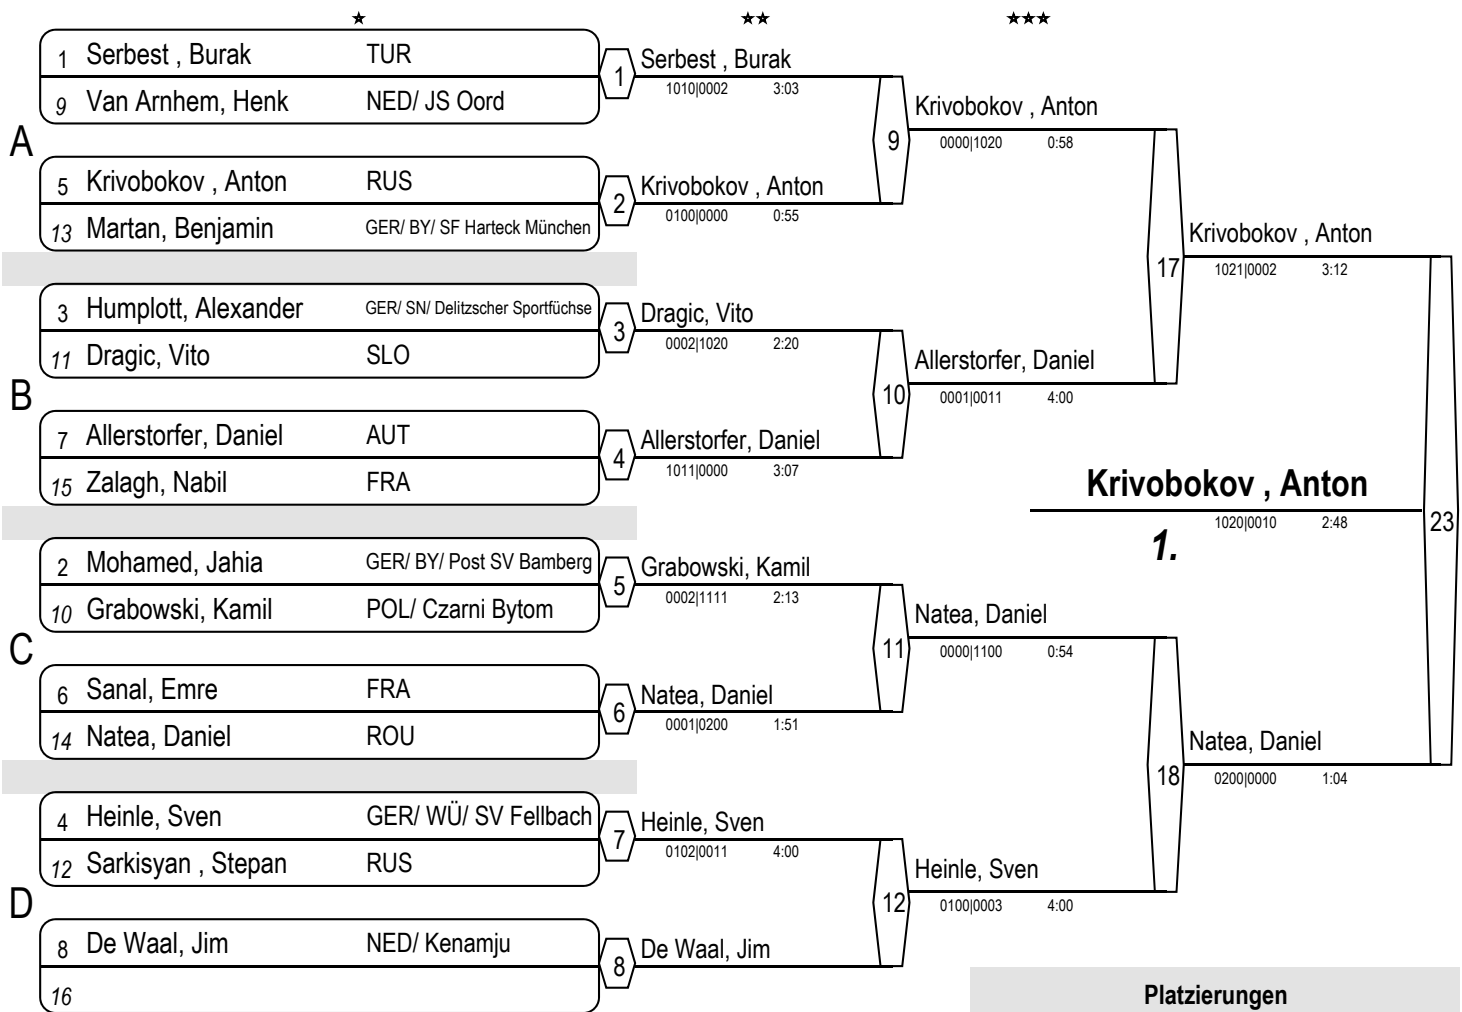 ★ ★★ ★★★
1 Serbest , Burak TUR
9 Van Arnhem, Henk NED/ JS Oord
A
5 Krivobokov , Anton RUS
13 Martan, Benjamin GER/ BY/ SF Harteck München
3 Humplott, Alexander GER/ SN/ Delitzscher Sportfüchse
11 Dragic, Vito SLO
B
7 Allerstorfer, Daniel AUT
15 Zalagh, Nabil FRA
2 Mohamed, Jahia GER/ BY/ Post SV Bamberg
10 Grabowski, Kamil POL/ Czarni Bytom
C
6 Sanal, Emre FRA
14 Natea, Daniel ROU
4 Heinle, Sven GER/ WÜ/ SV Fellbach
12 Sarkisyan , Stepan RUS
D
8 De Waal, Jim NED/ Kenamju
16
1 Serbest , Burak
1010|0002 3:03
2 Krivobokov , Anton
0100|0000 0:55
3 Dragic, Vito
0002|1020 2:20
4 Allerstorfer, Daniel
1011|0000 3:07
5 Grabowski, Kamil
0002|1111 2:13
6 Natea, Daniel
0001|0200 1:51
7 Heinle, Sven
0102|0011 4:00
8 De Waal, Jim
9 Krivobokov , Anton
0000|1020 0:58
10 Allerstorfer, Daniel
0001|0011 4:00
11 Natea, Daniel
0000|1100 0:54
12 Heinle, Sven
0100|0003 4:00
17 Krivobokov , Anton
1021|0002 3:12
18 Natea, Daniel
0200|0000 1:04
Krivobokov , Anton
1020|0010 2:48 23
1.
Platzierungen